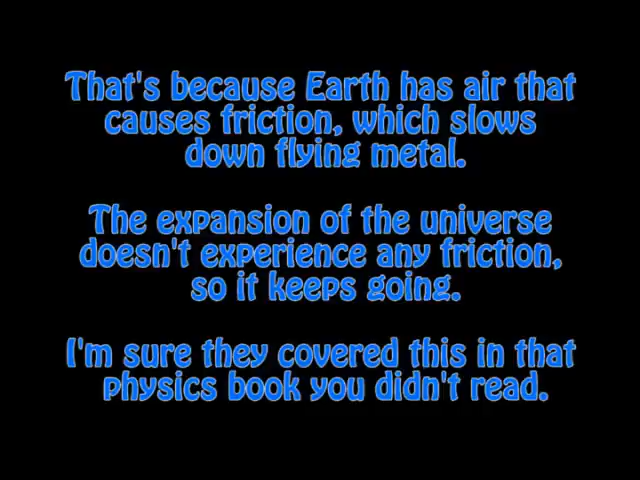 That's because Earth has air that
causes friction, which slows
down flying metal.
The expansion of the universe
doesn't experience any friction,
so it keeps going.
I'm sure they covered this in that
physics book you didn't read.